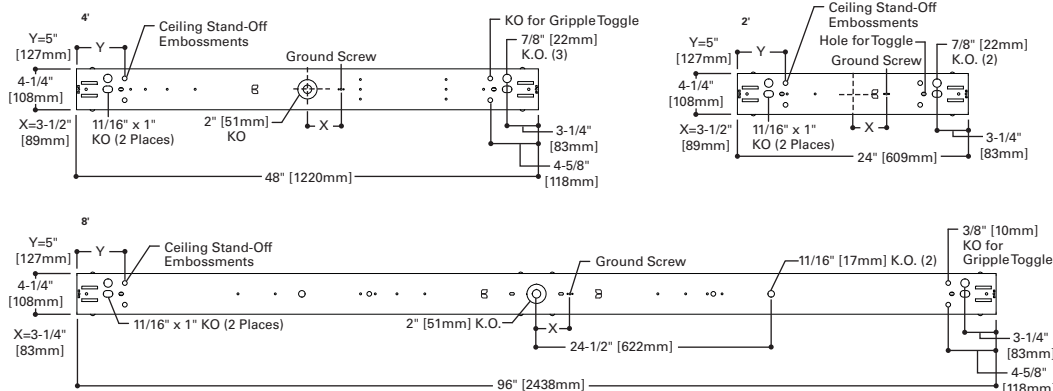 4'
Y=5"
[127mm]
Y
Ceiling Stand-Off
Embossments
KO for Gripple Toggle
7/8" [22mm]
K.O. (3)
Ground Screw
4-1/4"
[108mm]
X=3-1/2"
[89mm]
11/16" x 1"
KO (2 Places)
2" [51mm]
KO
X
3-1/4"
[83mm]
4-5/8"
[118mm]
48" [1220mm]
2'
Y=5"
[127mm]
Y
Ceiling Stand-Off
Embossments
Hole for Toggle
Ground Screw
7/8" [22mm]
K.O. (2)
4-1/4"
[108mm]
X=3-1/2"
[89mm]
11/16" x 1"
KO (2 Places)
X
3-1/4"
[83mm]
24" [609mm]
8'
Y=5"
[127mm]
Y
Ceiling Stand-Off
Embossments
3/8" [10mm]
KO for
Gripple Toggle
Ground Screw
11/16" [17mm] K.O. (2)
4-1/4"
[108mm]
X=3-1/4"
[83mm]
11/16" x 1" KO (2 Places)
2" [51mm] K.O.
X
24-1/2" [622mm]
3-1/4"
[83mm]
4-5/8"
[118mm]
96" [2438mm]